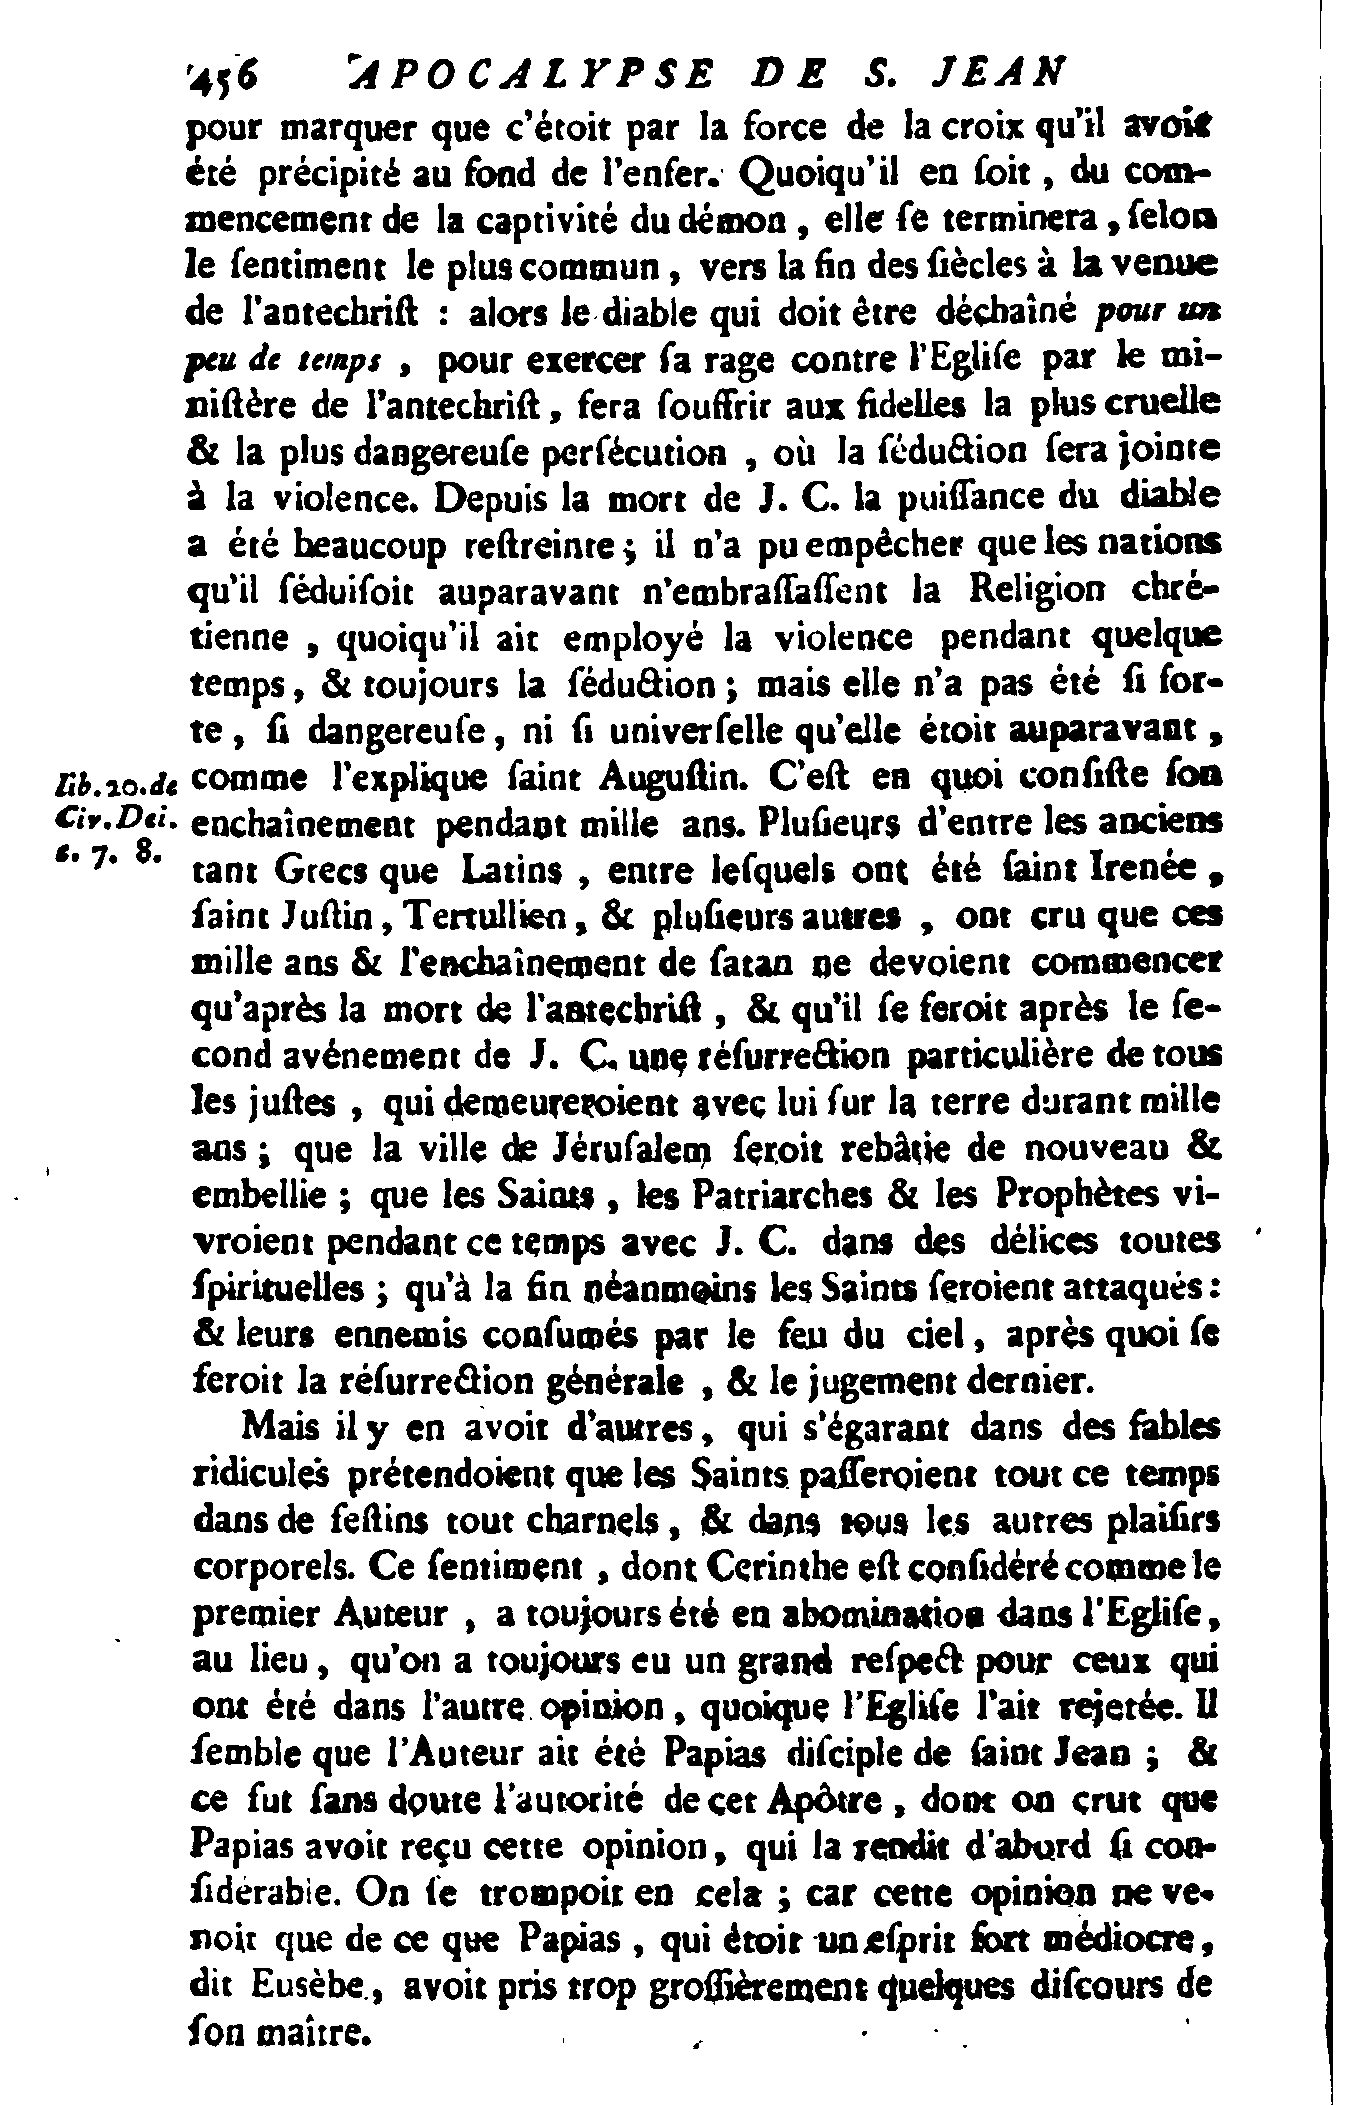 456 APOCALYPSE DE S. JEAN
pour marquer que c'étoit par la force de la croix qu'il avoit
été précipité au fond de l'enfer. Quoiqu'il en ſoit, du com-
mencement de la captivité du démon, elle ſe terminera, ſelon
le ſentiment le plus commun, vers la fin des ſiècles à la venue
de l'antechriſt : alors le diable qui doit être déchaîné pour un
peu de temps, pour exercer ſa rage contre l'Egliſe par le mi-
niſtère de l'antechriſt, fera ſouffrir aux fidelles la plus cruelle
& la plus dangereuſe perſécution, où la ſéduction ſera jointe
à la violence. Depuis la mort de J. C. la puiſſance du diable
a été beaucoup reſtreinte; il n'a pu empêcher que les nations
qu'il ſéduiſoit auparavant n'embraſſaſſent la Religion chré-
tienne, quoiqu'il ait employé la violence pendant quelque
temps, & toujours la ſéduction; mais elle n'a pas été ſi for-
te, ſi dangereuſe, ni ſi univerſelle qu'elle étoit auparavant,
comme l'explique ſaint Auguſtin. C'eſt en quoi conſiſte ſon
enchaînement pendant mille ans. Pluſieurs d'entre les anciens
lib. 20. de
Civ. Dei.
c. 7. 8.
tant Grecs que Latins, entre leſquels ont été ſaint Irenée,
ſaint Juſtin, Tertullien, & pluſieurs autres, ont cru que ces
mille ans & l'enchaînement de ſatan ne devoient commencer
qu'après la mort de l'antechriſt, & qu'il ſe feroit après le ſe-
cond avénement de J. C. une réſurrection particulière de tous
les juſtes, qui demeureroient avec lui ſur la terre durant mille
ans; que la ville de Jéruſalem ſeroit rebâtie de nouveau &
embellie; que les Saints, les Patriarches & les Prophètes vi-
vroient pendant ce temps avec J. C. dans des délices toutes
ſpirituelles; qu'à la fin néanmoins les Saints ſeroient attaqués:
& leurs ennemis conſumés par le feu du ciel, après quoi ſe
feroit la réſurrection générale, & le jugement dernier.
Mais il y en avoit d'autres, qui s'égarant dans des fables
ridicules prétendoient que les Saints paſſeroient tout ce temps
dans de feſtins tout charnels, & dans tous les autres plaiſirs
corporels. Ce ſentiment, dont Cerinthe eſt conſidéré comme le
premier Auteur, a toujours été en abomination dans l'Egliſe,
au lieu, qu'on a toujours eu un grand reſpect pour ceux qui
ont été dans l'autre opinion, quoique l'Egliſe l'ait rejetée. Il
ſemble que l'Auteur ait été Papias diſciple de ſaint Jean; &
ce fut ſans doute l'autorité de cet Apôtre, dont on crut que
Papias avoit reçu cette opinion, qui la rendit d'abord ſi con-
ſidérable. On ſe trompoit en cela; car cette opinion ne ve-
noit que de ce que Papias, qui étoit un eſprit fort médiocre,
dit Eusèbe, avoit pris trop groſſièrement quelques diſcours de
ſon maître.